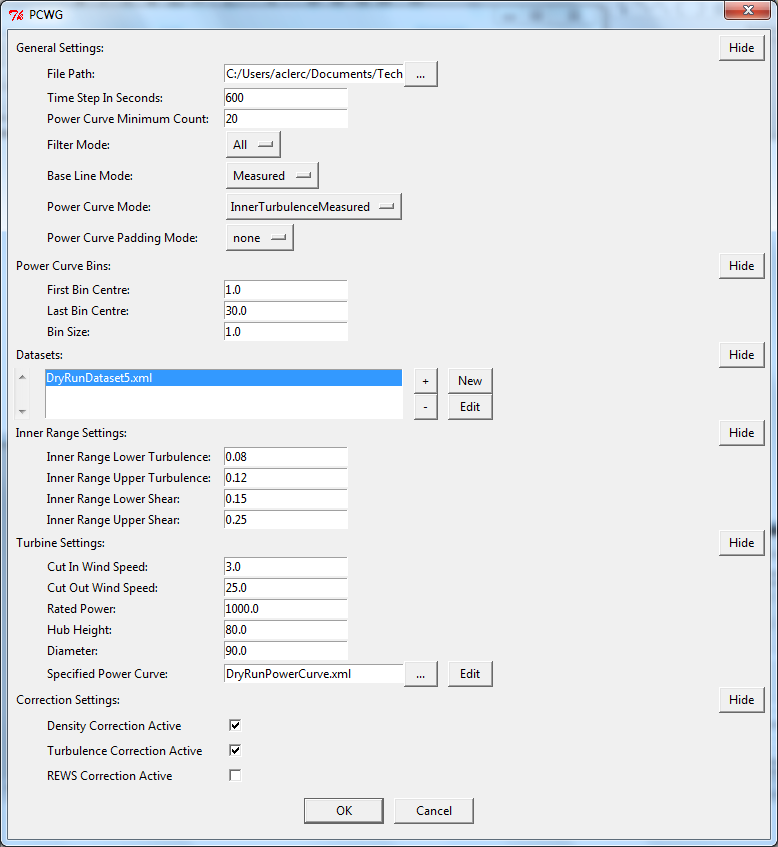 PCWG
General Settings: Hide
File Path: C:/Users/aclerc/Documents/Tech ...
Time Step In Seconds: 600
Power Curve Minimum Count: 20
Filter Mode: All
Base Line Mode: Measured
Power Curve Mode: InnerTurbulenceMeasured
Power Curve Padding Mode: none
Power Curve Bins: Hide
First Bin Centre: 1.0
Last Bin Centre: 30.0
Bin Size: 1.0
Datasets: Hide
DryRunDataset5.xml + New
- Edit
Inner Range Settings: Hide
Inner Range Lower Turbulence: 0.08
Inner Range Upper Turbulence: 0.12
Inner Range Lower Shear: 0.15
Inner Range Upper Shear: 0.25
Turbine Settings: Hide
Cut In Wind Speed: 3.0
Cut Out Wind Speed: 25.0
Rated Power: 1000.0
Hub Height: 80.0
Diameter: 90.0
Specified Power Curve: DryRunPowerCurve.xml ... Edit
Correction Settings: Hide
Density Correction Active
Turbulence Correction Active
REWS Correction Active
OK Cancel